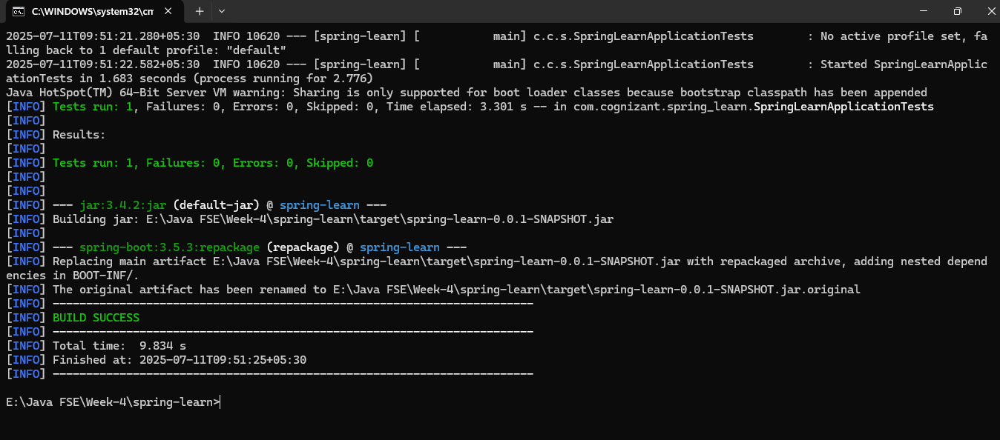 C:\WINDOWS\system32\cm
2025-07-11T09:51:21.280+05:30  INFO 10620 --- [spring-learn] [           main] c.c.s.SpringLearnApplicationTests        : No active profile set, fa
lling back to 1 default profile: "default"
2025-07-11T09:51:22.582+05:30  INFO 10620 --- [spring-learn] [           main] c.c.s.SpringLearnApplicationTests        : Started SpringLearnApplic
ationTests in 1.683 seconds (process running for 2.776)
Java HotSpot(TM) 64-Bit Server VM warning: Sharing is only supported for boot loader classes because bootstrap classpath has been appended
[INFO] Tests run: 1, Failures: 0, Errors: 0, Skipped: 0, Time elapsed: 3.301 s -- in com.cognizant.spring_learn.SpringLearnApplicationTests
[INFO]
[INFO] Results:
[INFO]
[INFO] Tests run: 1, Failures: 0, Errors: 0, Skipped: 0
[INFO]
[INFO]
[INFO] --- jar:3.4.2:jar (default-jar) @ spring-learn ---
[INFO] Building jar: E:\Java FSE\Week-4\spring-learn\target\spring-learn-0.0.1-SNAPSHOT.jar
[INFO]
[INFO] --- spring-boot:3.5.3:repackage (repackage) @ spring-learn ---
[INFO] Replacing main artifact E:\Java FSE\Week-4\spring-learn\target\spring-learn-0.0.1-SNAPSHOT.jar with repackaged archive, adding nested depend
encies in BOOT-INF/.
[INFO] The original artifact has been renamed to E:\Java FSE\Week-4\spring-learn\target\spring-learn-0.0.1-SNAPSHOT.jar.original
[INFO] ------------------------------------------------------------------------
[INFO] BUILD SUCCESS
[INFO] ------------------------------------------------------------------------
[INFO] Total time:  9.834 s
[INFO] Finished at: 2025-07-11T09:51:25+05:30
[INFO] ------------------------------------------------------------------------
E:\Java FSE\Week-4\spring-learn>